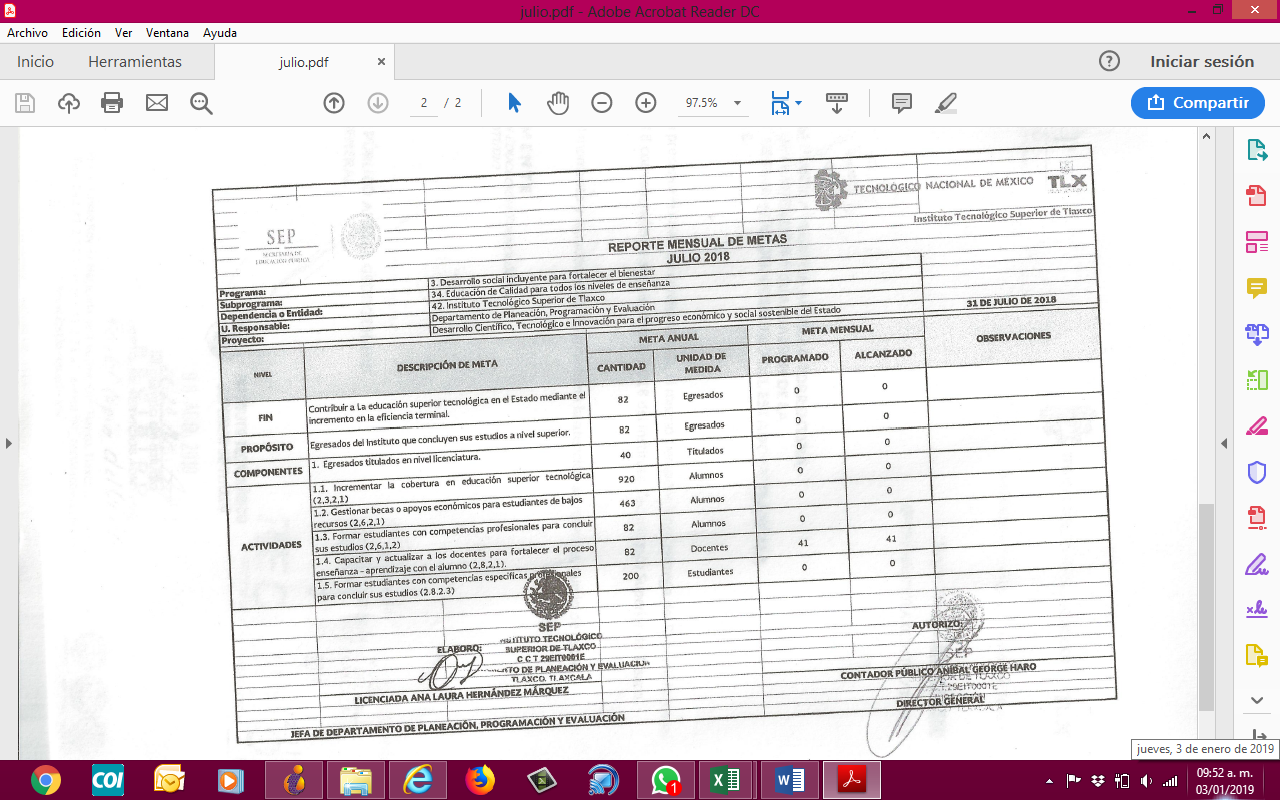 julio.pdf - Adobe Acrobat Reader DC
Archivo Edición Ver Ventana Ayuda
Inicio Herramientas julio.pdf × Iniciar sesión
2 / 2 97.5% Compartir
SEP
SECRETARÍA DE
EDUCACIÓN PÚBLICA
TECNOLÓGICO NACIONAL DE MÉXICO TLX
Instituto Tecnológico Superior de Tlaxco
REPORTE MENSUAL DE METAS
JULIO 2018
Programa: 3. Desarrollo social incluyente para fortalecer el bienestar
Subprograma: 34. Educación de Calidad para todos los niveles de enseñanza
Dependencia o Entidad: 42. Instituto Tecnológico Superior de Tlaxco
U. Responsable: Departamento de Planeación, Programación y Evaluación
Proyecto: Desarrollo Científico, Tecnológico e Innovación para el progreso económico y social sostenible del Estado
31 DE JULIO DE 2018
NIVEL DESCRIPCIÓN DE META META ANUAL META MENSUAL OBSERVACIONES
CANTIDAD UNIDAD DE MEDIDA PROGRAMADO ALCANZADO
FIN Contribuir a La educación superior tecnológica en el Estado mediante el
incremento en la eficiencia terminal. 82 Egresados 0 0
PROPÓSITO Egresados del Instituto que concluyen sus estudios a nivel superior. 82 Egresados 0 0
COMPONENTES 1. Egresados titulados en nivel licenciatura. 40 Titulados 0 0
ACTIVIDADES 1.1. Incrementar la cobertura en educación superior tecnológica
(2,3,2,1) 920 Alumnos 0 0
1.2. Gestionar becas o apoyos económicos para estudiantes de bajos
recursos (2,6,2,1) 463 Alumnos 0 0
1.3. Formar estudiantes con competencias profesionales para concluir
sus estudios (2,6,1,2) 82 Alumnos 0 0
1.4. Capacitar y actualizar a los docentes para fortalecer el proceso
enseñanza - aprendizaje con el alumno (2,8,2,1). 82 Docentes 41 41
1.5. Formar estudiantes con competencias especificas profesionales
para concluir sus estudios (2.8.2.3) 200 Estudiantes 0 0
SEP
INSTITUTO TECNOLÓGICO
SUPERIOR DE TLAXCO
C C T 29EIT0001E
PLANEACIÓN Y EVALUACIÓN
TLAXCO, TLAXCALA
ELABORO:
LICENCIADA ANA LAURA HERNÁNDEZ MÁRQUEZ
JEFA DE DEPARTAMENTO DE PLANEACIÓN, PROGRAMACIÓN Y EVALUACIÓN
AUTORIZO:
SEP
CONTADOR PÚBLICO ANÍBAL GEORGE HARO
29EIT0001E
DIRECTOR GENERAL
jueves, 3 de enero de 2019
COI 1 09:52 a. m.
03/01/2019